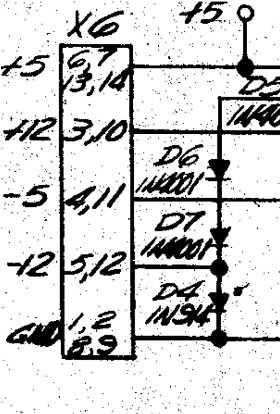 X6
+5
+5 6,7
13,14
D5
+12 3,10
D6
1N4001
-5 4,11
D7
1N4001
-12 5,12
D4
1N914
GND 1,2
8,9